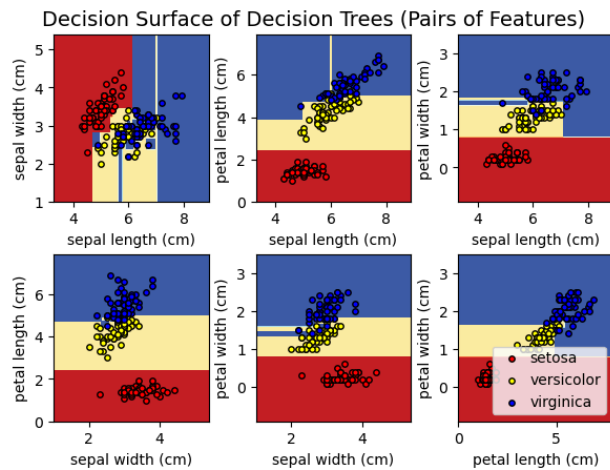 Decision Surface of Decision Trees (Pairs of Features)
sepal width (cm)
5
4
3
2
1
4
6
8
sepal length (cm)
petal length (cm)
6
4
2
0
4
6
8
sepal length (cm)
petal width (cm)
3
2
1
0
4
6
8
sepal length (cm)
petal length (cm)
6
4
2
0
2
4
sepal width (cm)
petal width (cm)
3
2
1
0
2
4
sepal width (cm)
petal width (cm)
3
2
1
0
0
5
petal length (cm)
setosa
versicolor
virginica